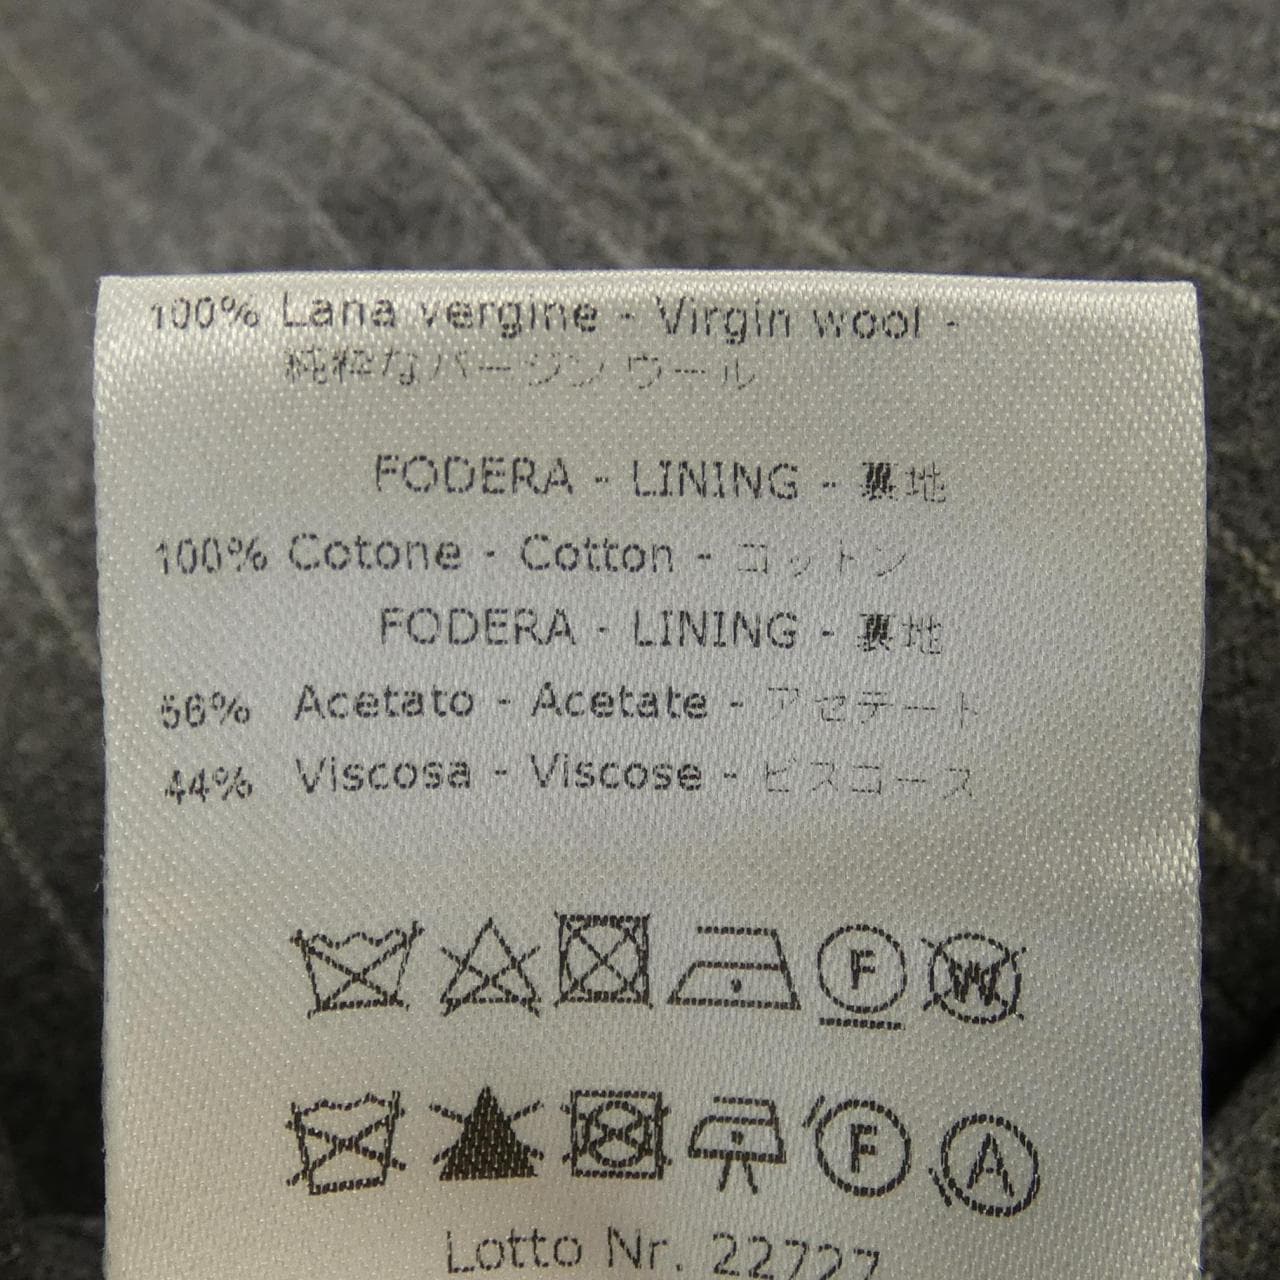 100% Lana vergine - Virgin wool -
純粋なバージン ウール
FODERA - LINING - 裏地
100% Cotone - Cotton - コットン
FODERA - LINING - 裏地
56% Acetato - Acetate - アセテート
44% Viscosa - Viscose - ビスコース
F W
F A
Lotto Nr. 22727